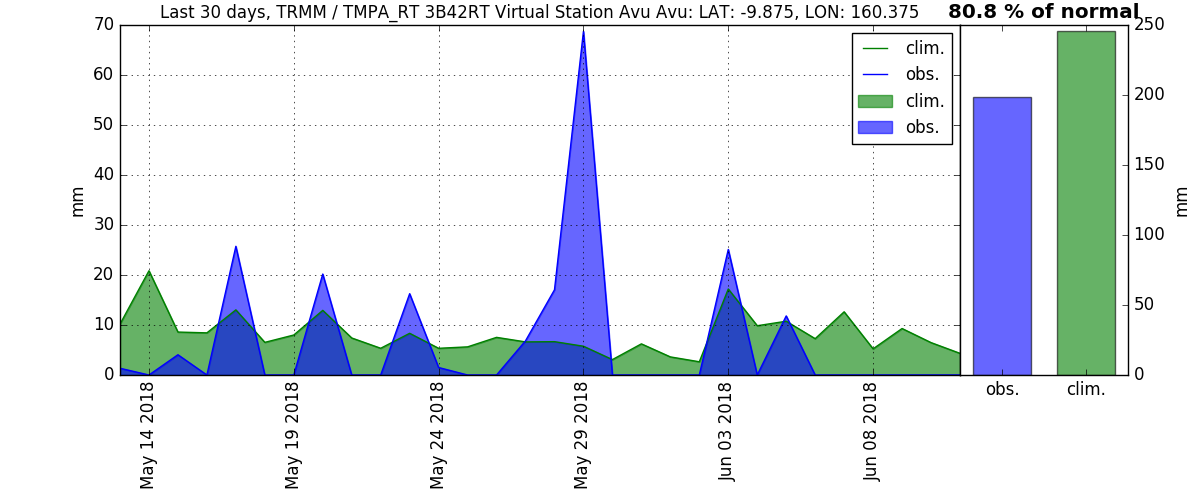 Last 30 days, TRMM / TMPA_RT 3B42RT Virtual Station Avu Avu: LAT: -9.875, LON: 160.375
80.8 % of normal
70
60
50
40
30
20
10
0
mm
May 14 2018
May 19 2018
May 24 2018
May 29 2018
Jun 03 2018
Jun 08 2018
clim.
obs.
clim.
obs.
250
200
150
100
50
0
mm
obs.
clim.